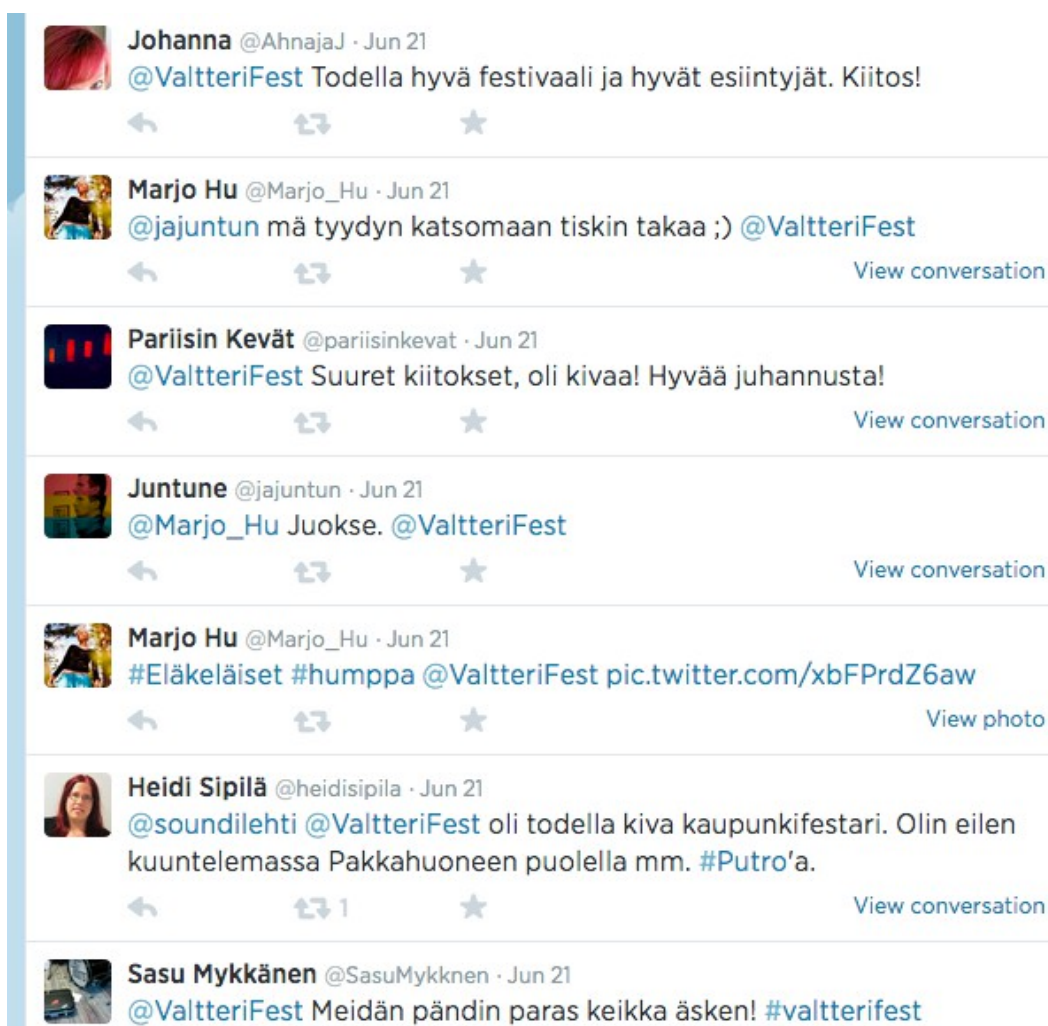 Johanna @AhnajaJ · Jun 21
@ValtteriFest Todella hyvä festivaali ja hyvät esiintyjät. Kiitos!
Marjo Hu @Marjo_Hu · Jun 21
@jajuntun mä tyydyn katsomaan tiskin takaa ;) @ValtteriFest
View conversation
Pariisin Kevät @pariisinkevat · Jun 21
@ValtteriFest Suuret kiitokset, oli kivaa! Hyvää juhannusta!
View conversation
Juntune @jajuntun · Jun 21
@Marjo_Hu Juokse. @ValtteriFest
View conversation
Marjo Hu @Marjo_Hu · Jun 21
#Eläkeläiset #humppa @ValtteriFest pic.twitter.com/xbFPrdZ6aw
View photo
Heidi Sipilä @heidisipila · Jun 21
@soundilehti @ValtteriFest oli todella kiva kaupunkifestari. Olin eilen
kuuntelemassa Pakkahuoneen puolella mm. #Putro'a.
1 View conversation
Sasu Mykkänen @SasuMykknen · Jun 21
@ValtteriFest Meidän pändin paras keikka äsken! #valtterifest